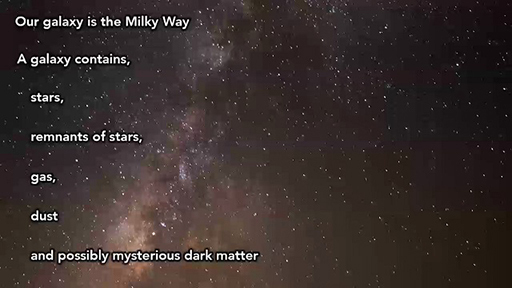 Our galaxy is the Milky Way
A galaxy contains,
stars,
remnants of stars,
gas,
dust
and possibly mysterious dark matter